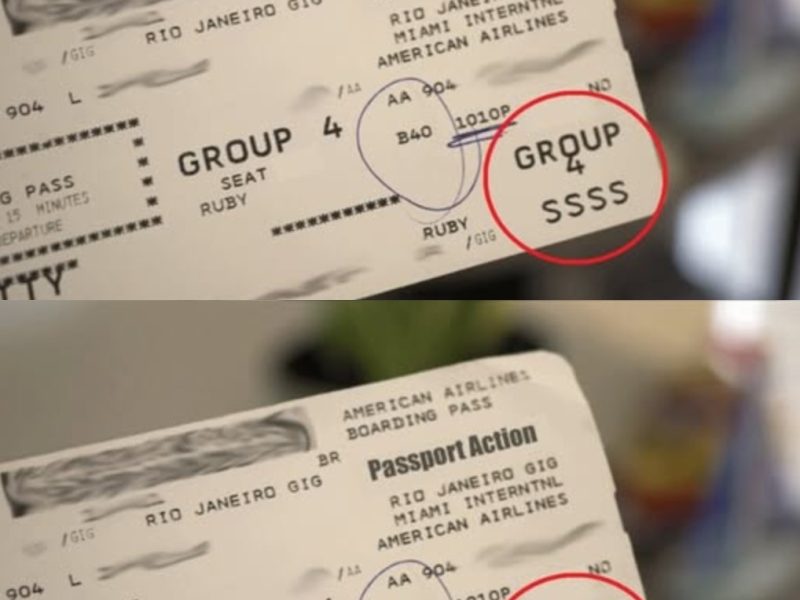 RIO JANEIRO GIG
RIO JANEIRO GIG
MIAMI INTERNTNL
AMERICAN AIRLINES
/GIG
904 L
/AA
AA 904
NO
B40
1010P
GROUP 4
GROUP
4
SSSS
G PASS
15 MINUTES
DEPARTURE
SEAT
RUBY
RUBY
/GIG
TTY
AMERICAN AIRLINES
BOARDING PASS
BR
Passport Action
RIO JANEIRO GIG
RIO JANEIRO GIG
MIAMI INTERNTNL
AMERICAN AIRLINES
/GIG
904 L
/AA
AA 904
NO
1010P